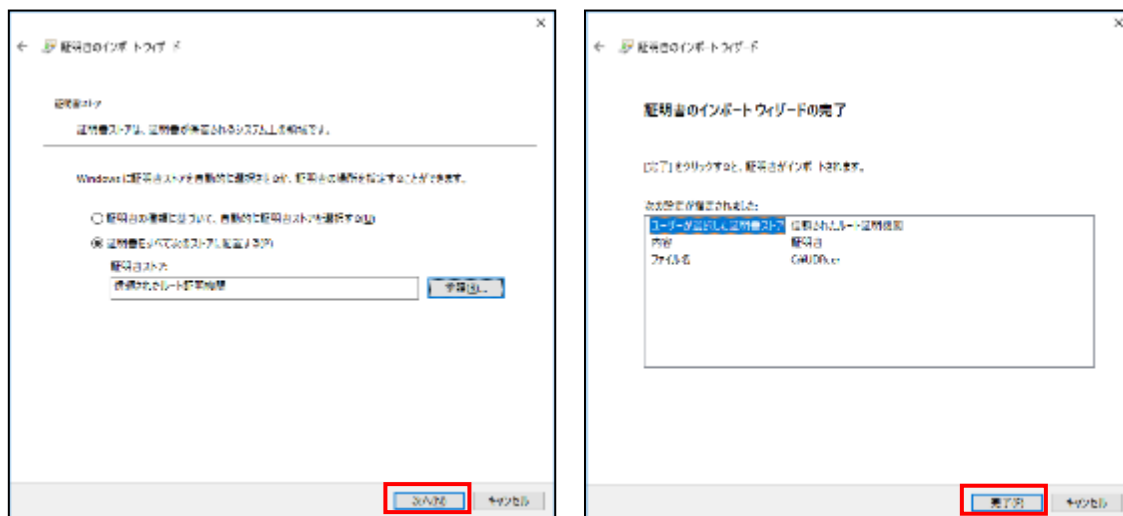 証明書のインポート ウィザード
証明書ストア
証明書ストアは、証明書が保管されるシステム上の領域です。
Windows に証明書ストアを自動的に選択させるか、証明書の場所を指定することができます。
証明書の種類に基づいて、自動的に証明書ストアを選択する(U)
証明書をすべて次のストアに配置する(P)
証明書ストア:
信頼されたルート証明機関
参照(R)...
次へ(N)
キャンセル
証明書のインポート ウィザード
証明書のインポート ウィザードの完了
[完了] をクリックすると、証明書がインポートされます。
次の設定が指定されました:
ユーザーが選択した証明書ストア 信頼されたルート証明機関
内容 証明書
ファイル名
完了(F)
キャンセル